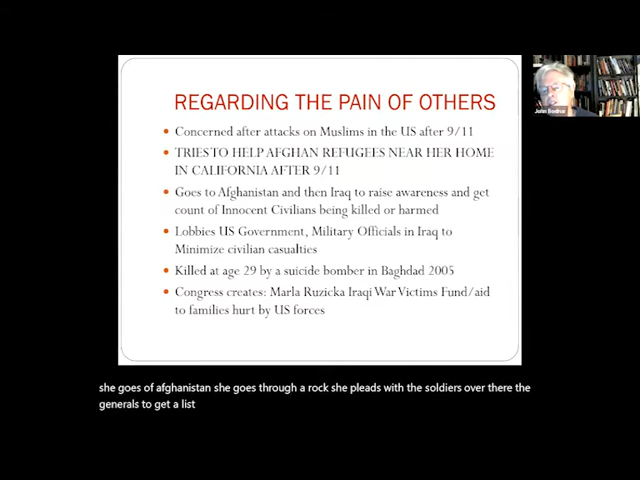 REGARDING THE PAIN OF OTHERS
Concerned after attacks on Muslims in the US after 9/11
TRIES TO HELP AFGHAN REFUGEES NEAR HER HOME
IN CALIFORNIA AFTER 9/11
Goes to Afghanistan and then Iraq to raise awareness and get
count of Innocent Civilians being killed or harmed
Lobbies US Government, Military Officials in Iraq to
Minimize civilian casualties
Killed at age 29 by a suicide bomber in Baghdad 2005
Congress creates: Marla Ruzicka Iraqi War Victims Fund/aid
to families hurt by US forces
John Bodnar
she goes of afghanistan she goes through a rock she pleads with the soldiers over there the
generals to get a list